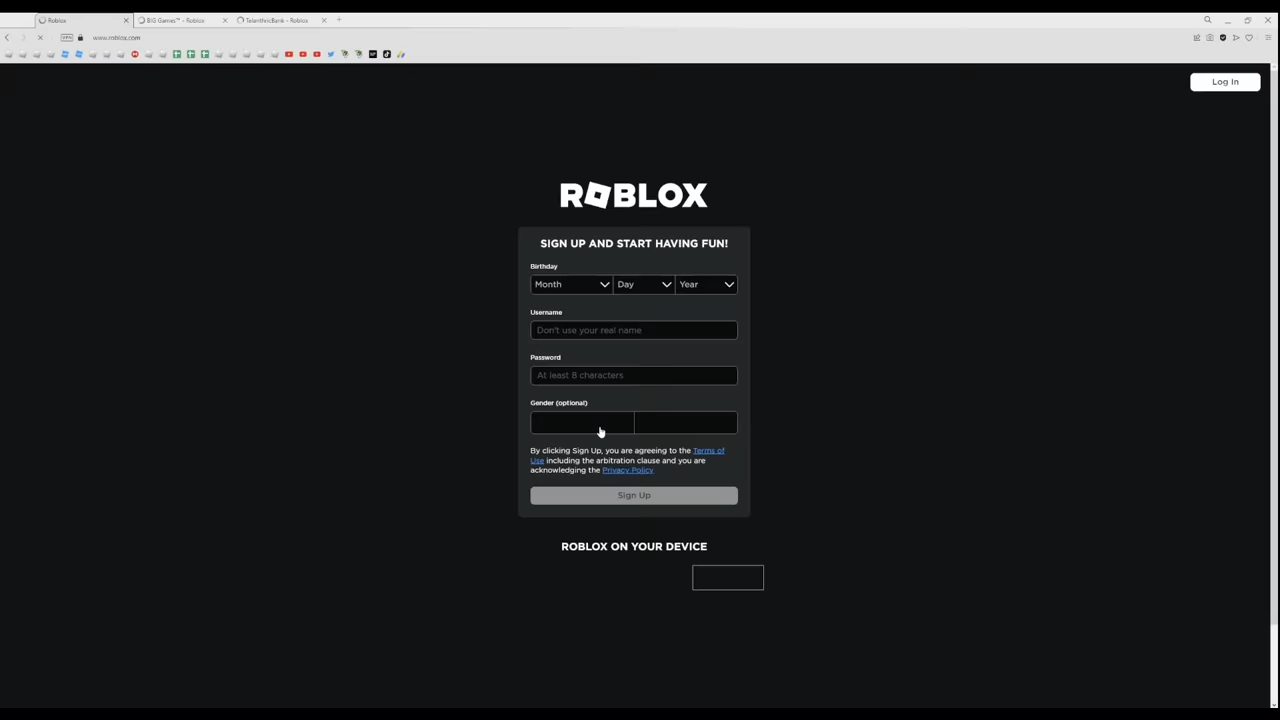 Roblox
BIG Games™ - Roblox
TelanthricBank - Roblox
VPN
www.roblox.com
Log In
ROBLOX
SIGN UP AND START HAVING FUN!
Birthday
Month
Day
Year
Username
Don't use your real name
Password
At least 8 characters
Gender (optional)
By clicking Sign Up, you are agreeing to the Terms of
Use including the arbitration clause and you are
acknowledging the Privacy Policy
Sign Up
ROBLOX ON YOUR DEVICE